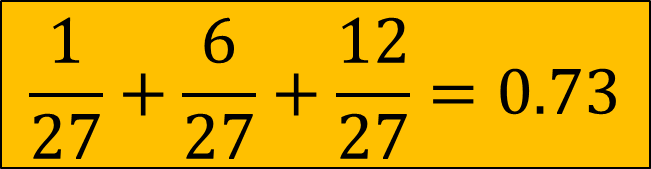 1/27 + 6/27 + 12/27 = 0.73